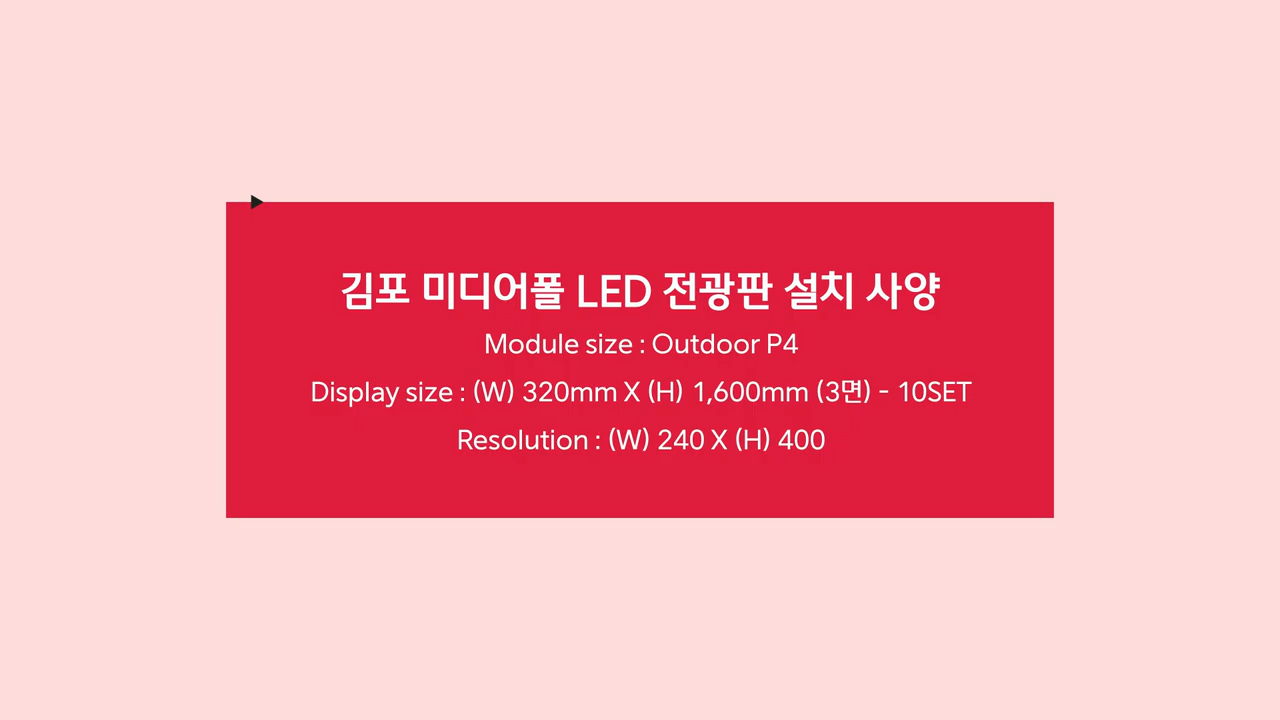 김포 미디어폴 LED 전광판 설치 사양
Module size : Outdoor P4
Display size : (W) 320mm X (H) 1,600mm (3면) - 10SET
Resolution : (W) 240 X (H) 400